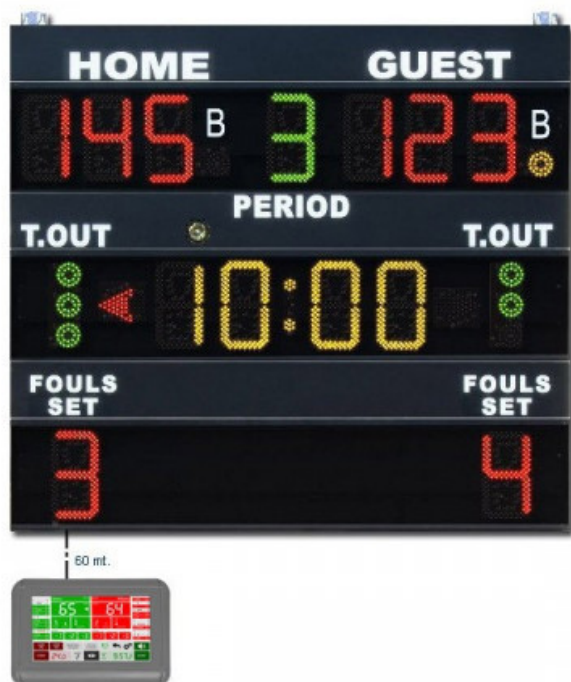 HOME GUEST
145 B 3 123 B
PERIOD
T.OUT T.OUT
10:00
FOULS SET FOULS SET
3 4
60 mt.
65 64